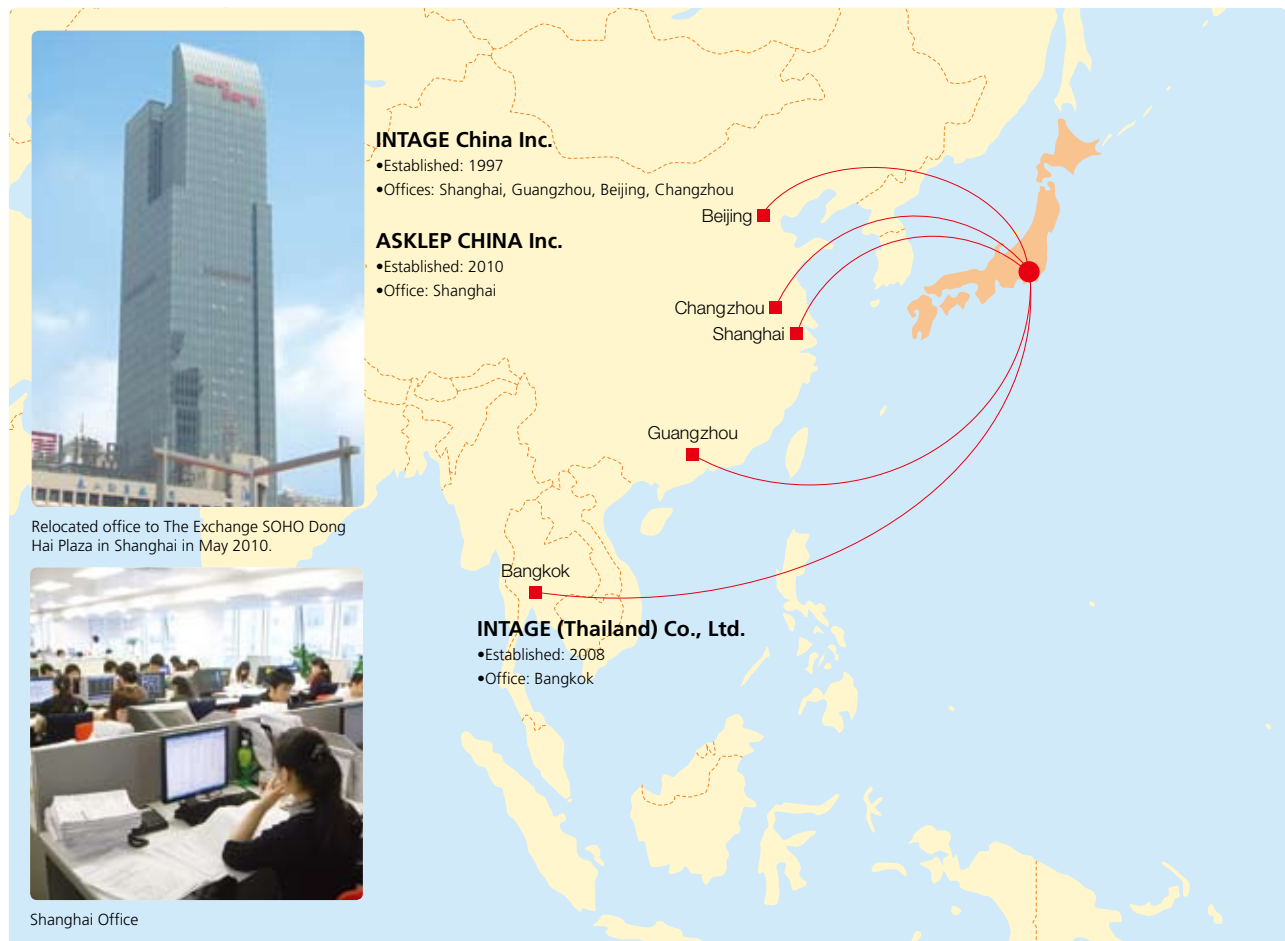 INTAGE China Inc.
•Established: 1997
•Offices: Shanghai, Guangzhou, Beijing, Changzhou
ASKLEP CHINA Inc.
•Established: 2010
•Office: Shanghai
Beijing
Changzhou
Shanghai
Guangzhou
Bangkok
INTAGE (Thailand) Co., Ltd.
•Established: 2008
•Office: Bangkok
Relocated office to The Exchange SOHO Dong
Hai Plaza in Shanghai in May 2010.
Shanghai Office